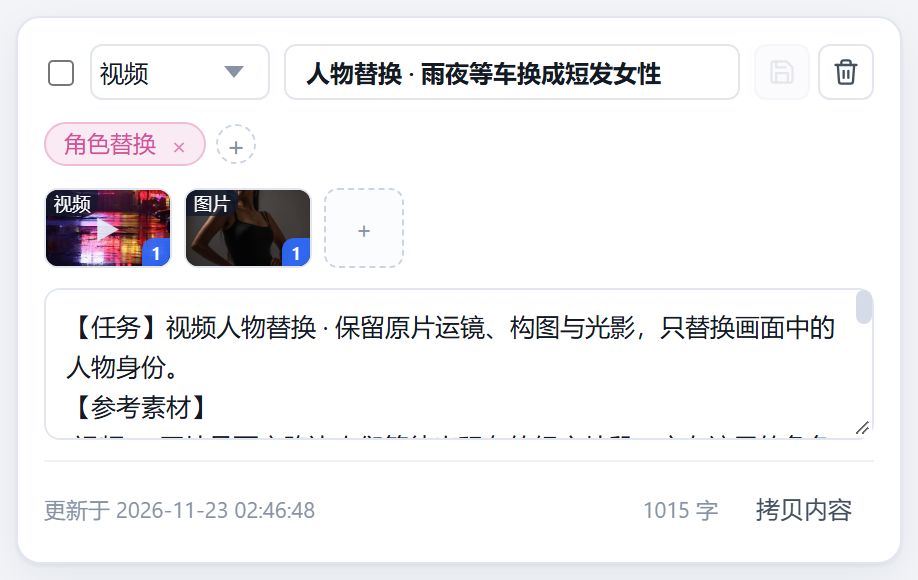 视频
人物替换 · 雨夜等车换成短发女性
角色替换 ×
+
视频
1
图片
1
+
【任务】视频人物替换 · 保留原片运镜、构图与光影，只替换画面中的
人物身份。
【参考素材】
更新于 2026-11-23 02:46:48
1015 字
拷贝内容